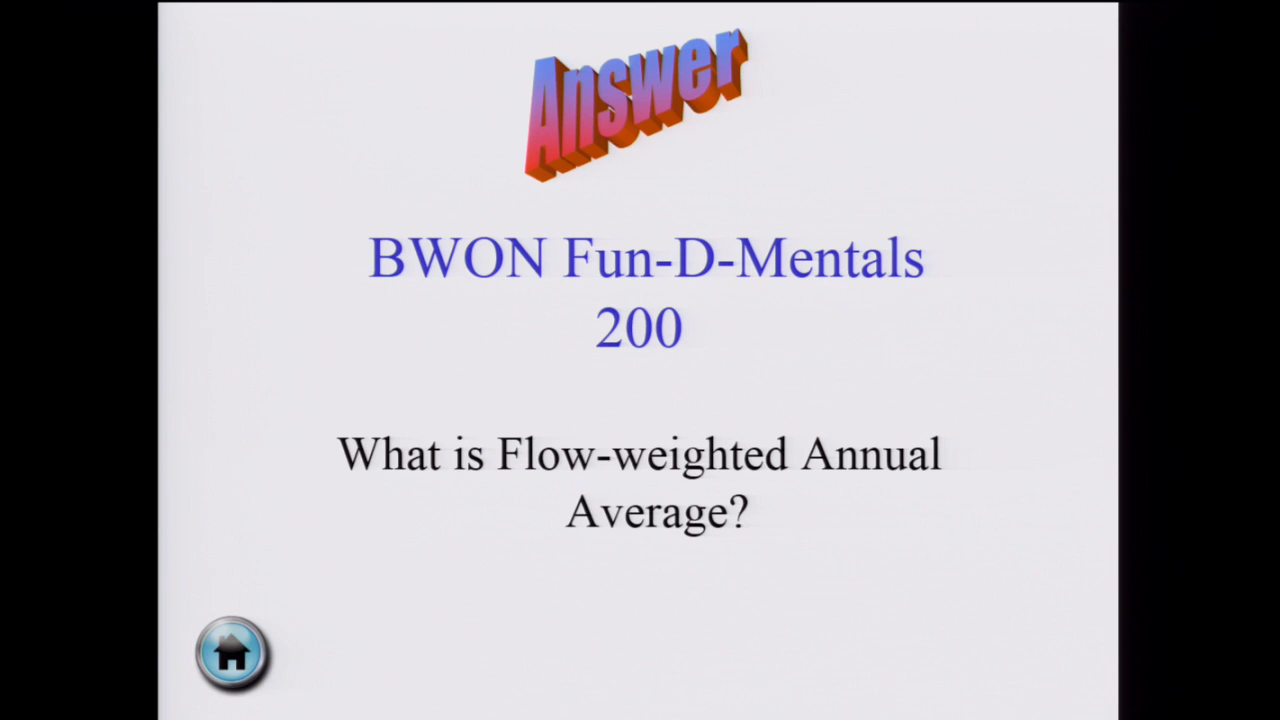 Answer
BWON Fun-D-Mentals
200
What is Flow-weighted Annual
Average?